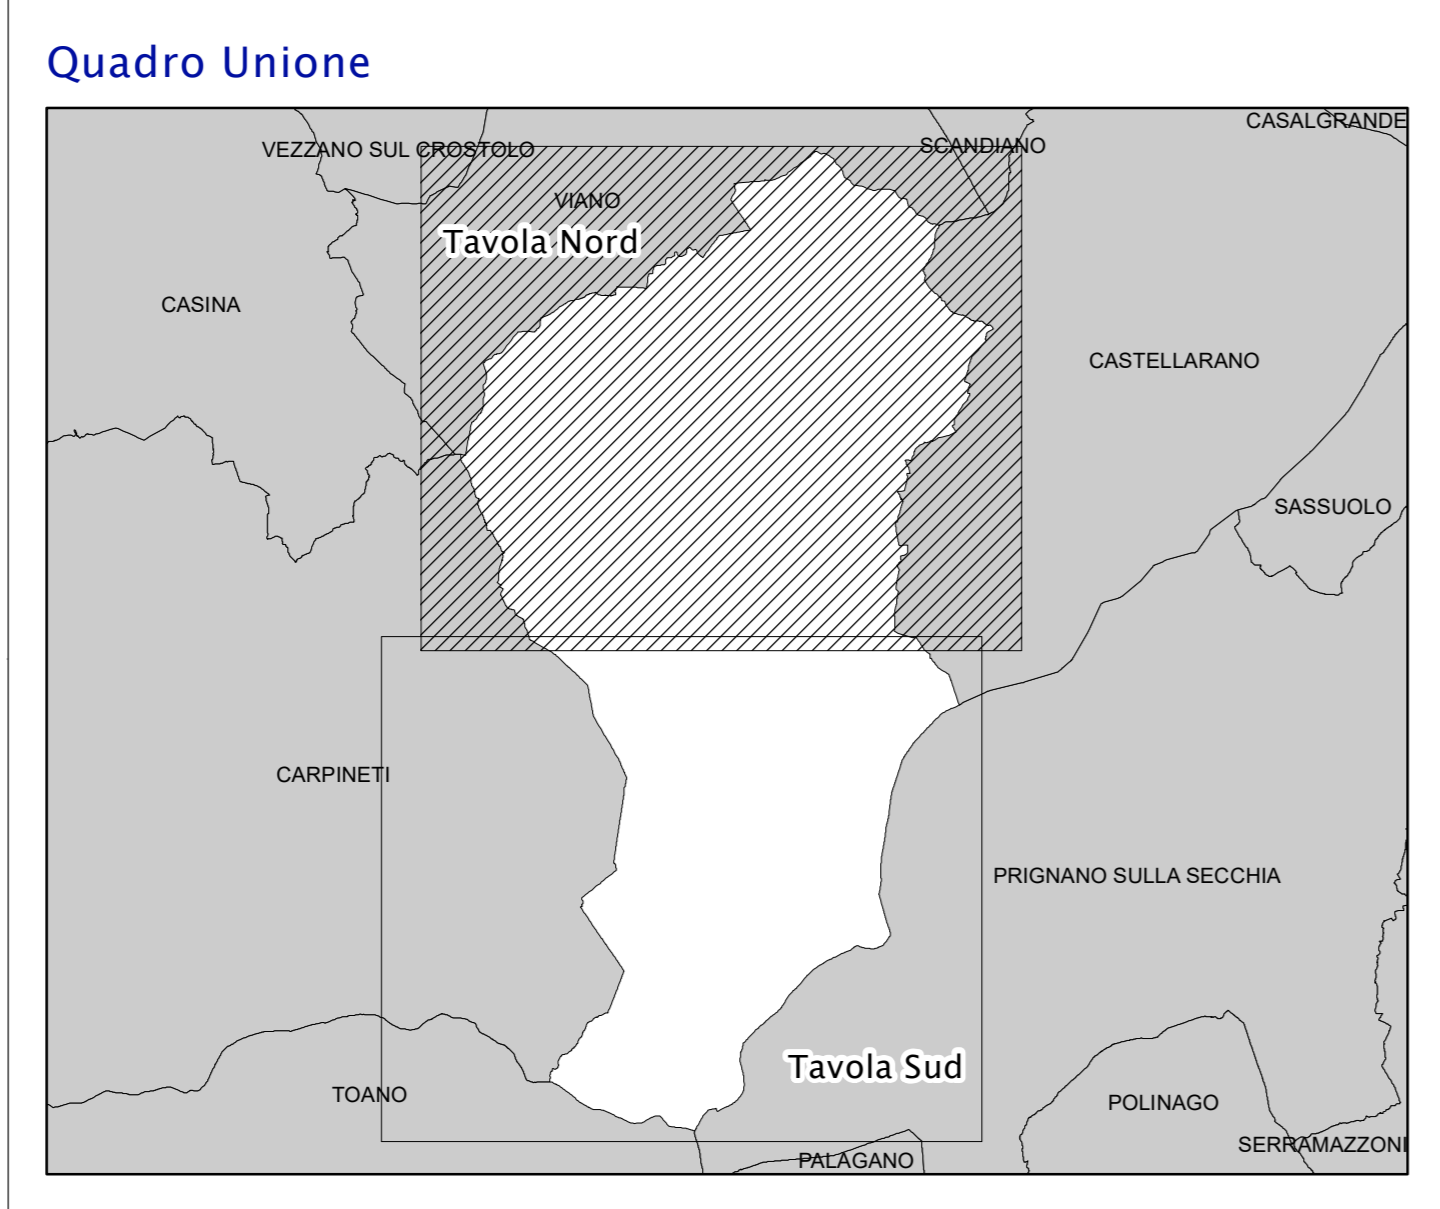 Quadro Unione
CASALGRANDE
VEZZANO SUL CROSTOLO
SCANDIANO
VIANO
Tavola Nord
CASINA
CASTELLARANO
SASSUOLO
CARPINETI
PRIGNANO SULLA SECCHIA
Tavola Sud
TOANO
POLINAGO
SERRAMAZZONI
PALAGANO